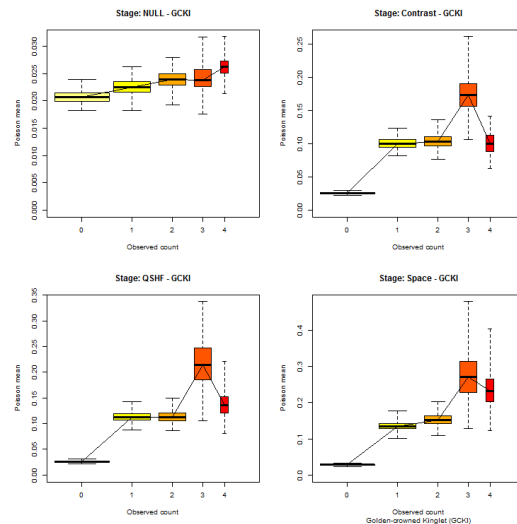 Stage: NULL - GCKI
Poisson mean
0.000 0.005 0.010 0.015 0.020 0.025 0.030
0 1 2 3 4
Observed count
Stage: Contrast - GCKI
Poisson mean
0.00 0.05 0.10 0.15 0.20 0.25
0 1 2 3 4
Observed count
Stage: QSHF - GCKI
Poisson mean
0.00 0.05 0.10 0.15 0.20 0.25 0.30 0.35
0 1 2 3 4
Observed count
Stage: Space - GCKI
Poisson mean
0.0 0.1 0.2 0.3 0.4
0 1 2 3 4
Observed count
Golden-crowned Kinglet (GCKI)